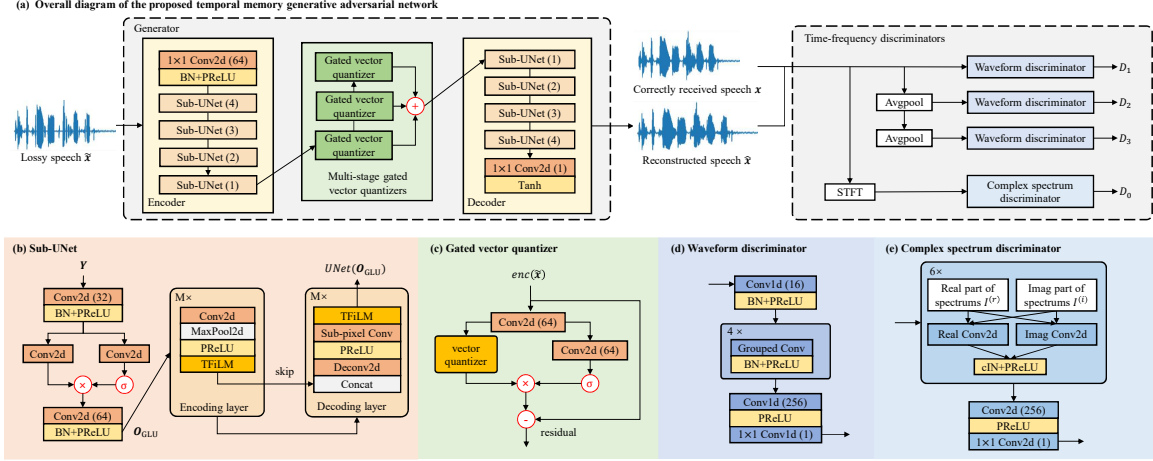 (a) Overall diagram of the proposed temporal memory generative adversarial network
Generator
1×1 Conv2d (64)
BN+PReLU
Sub-UNet (4)
Sub-UNet (3)
Sub-UNet (2)
Sub-UNet (1)
Encoder
Lossy speech x̃
Gated vector
quantizer
Gated vector
quantizer
Gated vector
quantizer
+
Multi-stage gated
vector quantizers
Sub-UNet (1)
Sub-UNet (2)
Sub-UNet (3)
Sub-UNet (4)
1×1 Conv2d (1)
Tanh
Decoder
Correctly received speech x
Reconstructed speech x̂
Time-frequency discriminators
Waveform discriminator
D₁
Avgpool
Waveform discriminator
D₂
Avgpool
Waveform discriminator
D₃
STFT
Complex spectrum
discriminator
D₀
(b) Sub-UNet
Y
Conv2d (32)
BN+PReLU
Conv2d
Conv2d
×
σ
Conv2d (64)
BN+PReLU
O_GLU
M×
Conv2d
MaxPool2d
PReLU
TFiLM
Encoding layer
skip
UNet(O_GLU)
M×
TFiLM
Sub-pixel Conv
PReLU
Deconv2d
Concat
Decoding layer
(c) Gated vector quantizer
enc(x̃)
Conv2d (64)
vector
quantizer
Conv2d (64)
×
σ
-
residual
(d) Waveform discriminator
Conv1d (16)
BN+PReLU
4 ×
Grouped Conv
BN+PReLU
Conv1d (256)
PReLU
1×1 Conv1d (1)
(e) Complex spectrum discriminator
6×
Real part of
spectrums I⁽ʳ⁾
Imag part of
spectrums I⁽ⁱ⁾
Real Conv2d
Imag Conv2d
cIN+PReLU
Conv2d (256)
PReLU
1×1 Conv2d (1)